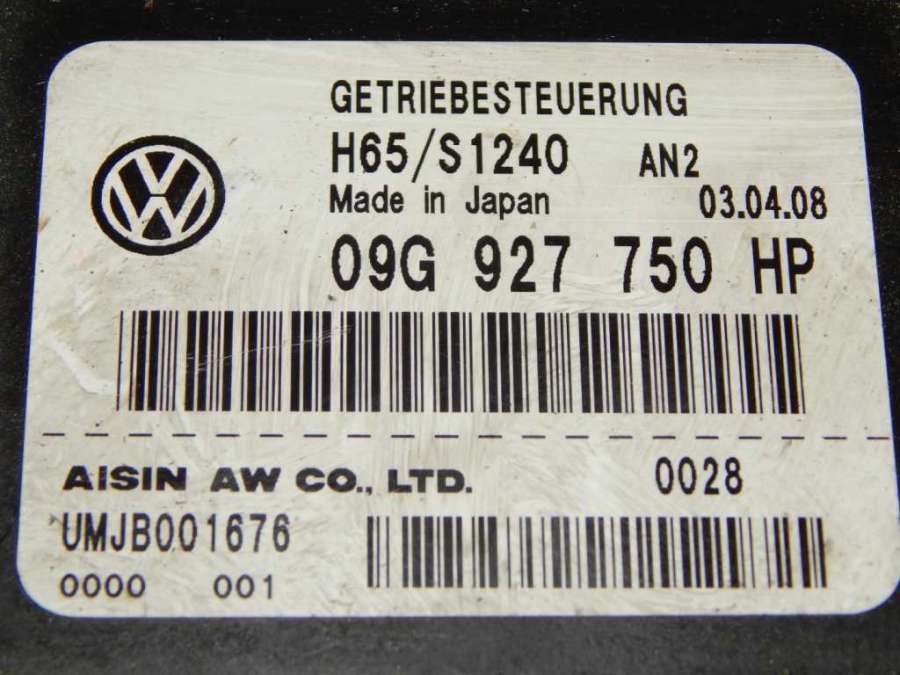 GETRIEBESTEUERUNG
H65/S1240 AN2
Made in Japan 03.04.08
09G 927 750 HP
AISIN AW CO., LTD. 0028
UMJB001676
0000 001